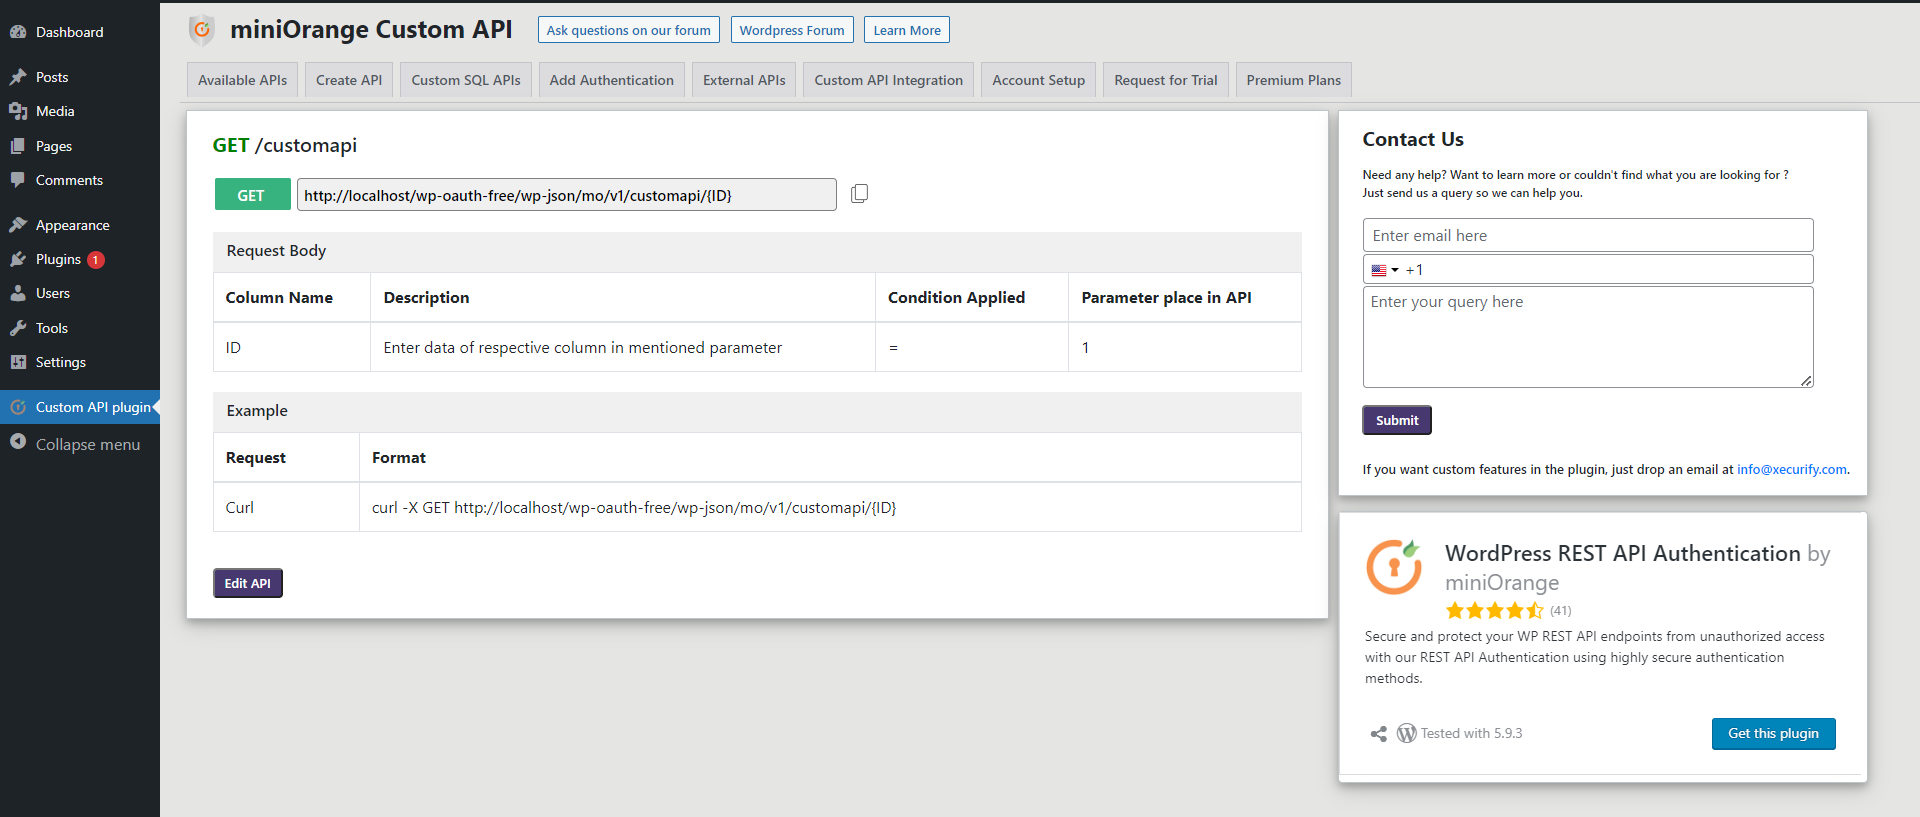 Dashboard
Posts
Media
Pages
Comments
Appearance
Plugins 1
Users
Tools
Settings
Custom API plugin
Collapse menu
miniOrange Custom API
Ask questions on our forum
Wordpress Forum
Learn More
Available APIs
Create API
Custom SQL APIs
Add Authentication
External APIs
Custom API Integration
Account Setup
Request for Trial
Premium Plans
GET /customapi
GET http://localhost/wp-oauth-free/wp-json/mo/v1/customapi/{ID}
Request Body
Column Name Description Condition Applied Parameter place in API
ID Enter data of respective column in mentioned parameter = 1
Example
Request Format
Curl curl -X GET http://localhost/wp-oauth-free/wp-json/mo/v1/customapi/{ID}
Edit API
Contact Us
Need any help? Want to learn more or couldn't find what you are looking for ?
Just send us a query so we can help you.
Enter email here
+1
Enter your query here
Submit
If you want custom features in the plugin, just drop an email at info@xecurify.com.
WordPress REST API Authentication by
miniOrange
(41)
Secure and protect your WP REST API endpoints from unauthorized access
with our REST API Authentication using highly secure authentication
methods.
Tested with 5.9.3
Get this plugin